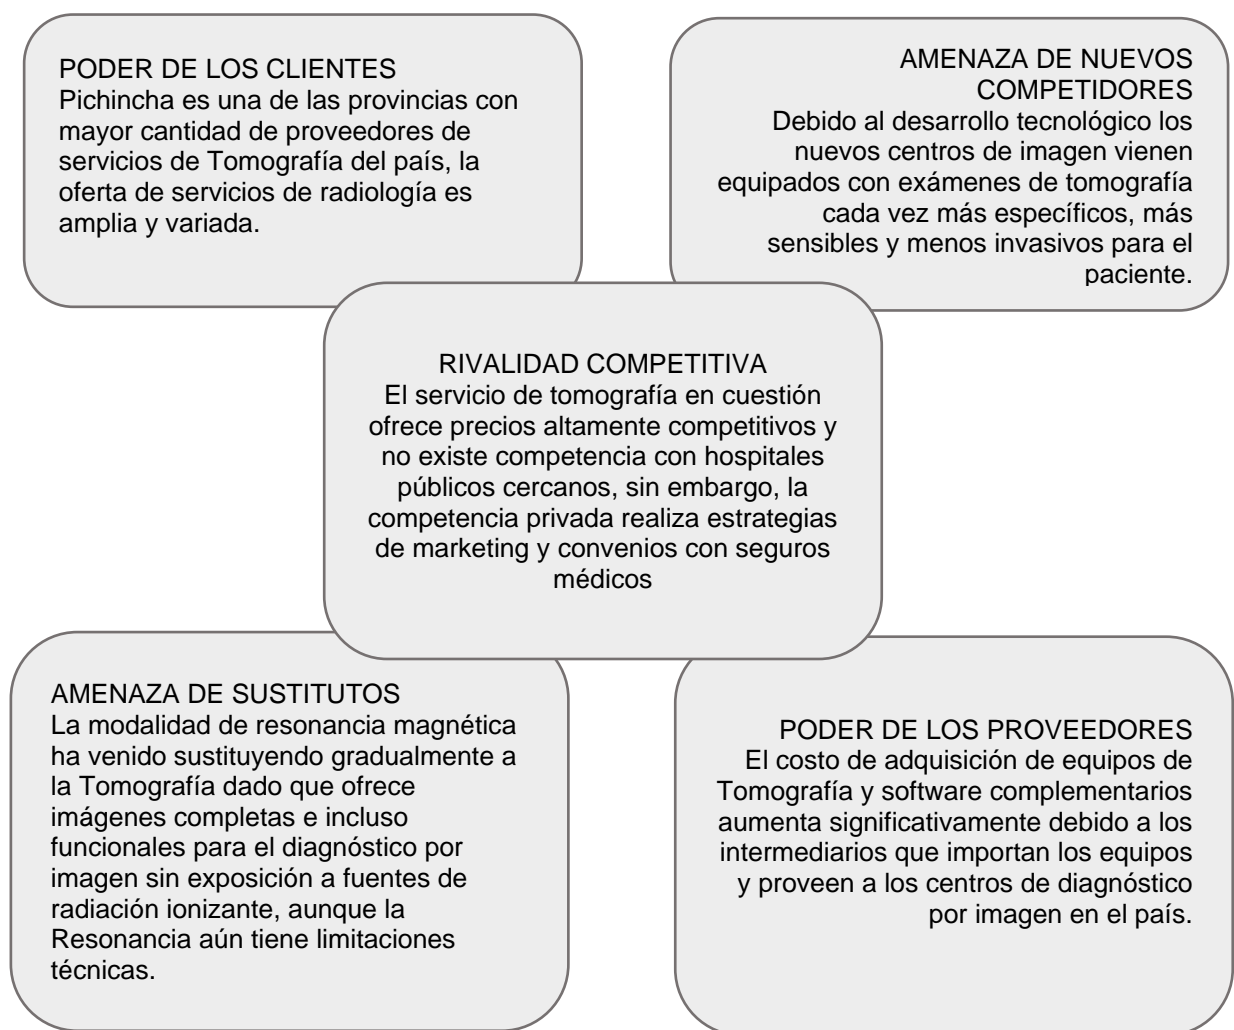 PODER DE LOS CLIENTES
Pichincha es una de las provincias con
mayor cantidad de proveedores de
servicios de Tomografía del país, la
oferta de servicios de radiología es
amplia y variada.
AMENAZA DE NUEVOS
COMPETIDORES
Debido al desarrollo tecnológico los
nuevos centros de imagen vienen
equipados con exámenes de tomografía
cada vez más específicos, más
sensibles y menos invasivos para el
paciente.
RIVALIDAD COMPETITIVA
El servicio de tomografía en cuestión
ofrece precios altamente competitivos y
no existe competencia con hospitales
públicos cercanos, sin embargo, la
competencia privada realiza estrategias
de marketing y convenios con seguros
médicos
AMENAZA DE SUSTITUTOS
La modalidad de resonancia magnética
ha venido sustituyendo gradualmente a
la Tomografía dado que ofrece
imágenes completas e incluso
funcionales para el diagnóstico por
imagen sin exposición a fuentes de
radiación ionizante, aunque la
Resonancia aún tiene limitaciones
técnicas.
PODER DE LOS PROVEEDORES
El costo de adquisición de equipos de
Tomografía y software complementarios
aumenta significativamente debido a los
intermediarios que importan los equipos
y proveen a los centros de diagnóstico
por imagen en el país.